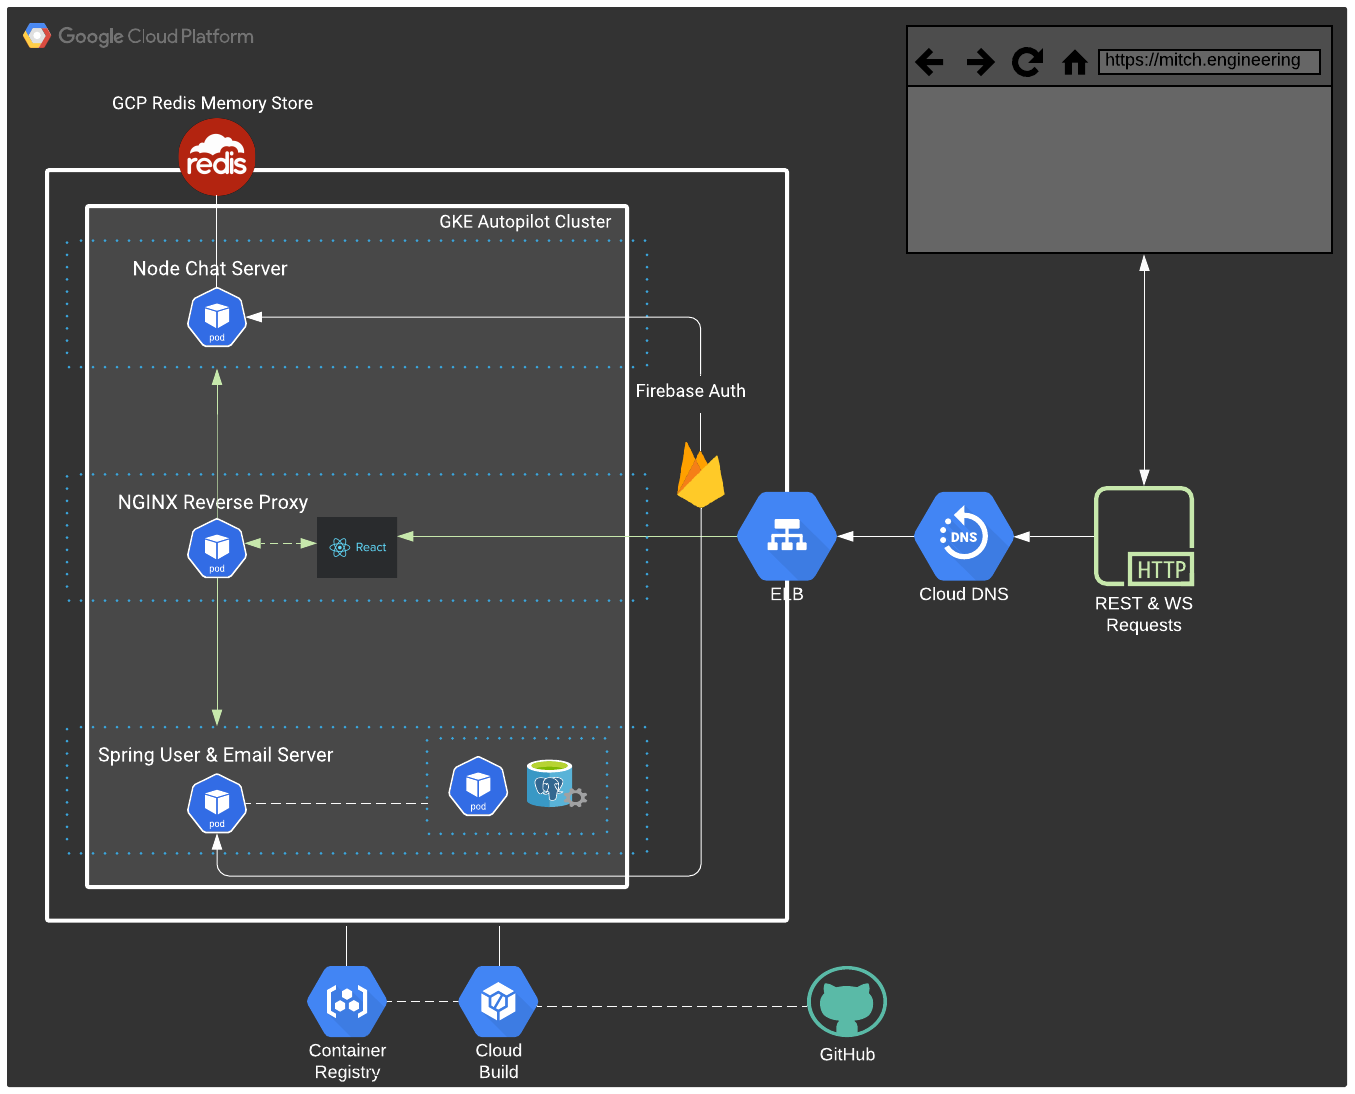 Google Cloud Platform
https://mitch.engineering
GCP Redis Memory Store
redis
GKE Autopilot Cluster
Node Chat Server
pod
Firebase Auth
NGINX Reverse Proxy
pod
React
ELB
DNS
Cloud DNS
HTTP
REST & WS
Requests
Spring User & Email Server
pod
pod
Container
Registry
Cloud
Build
GitHub